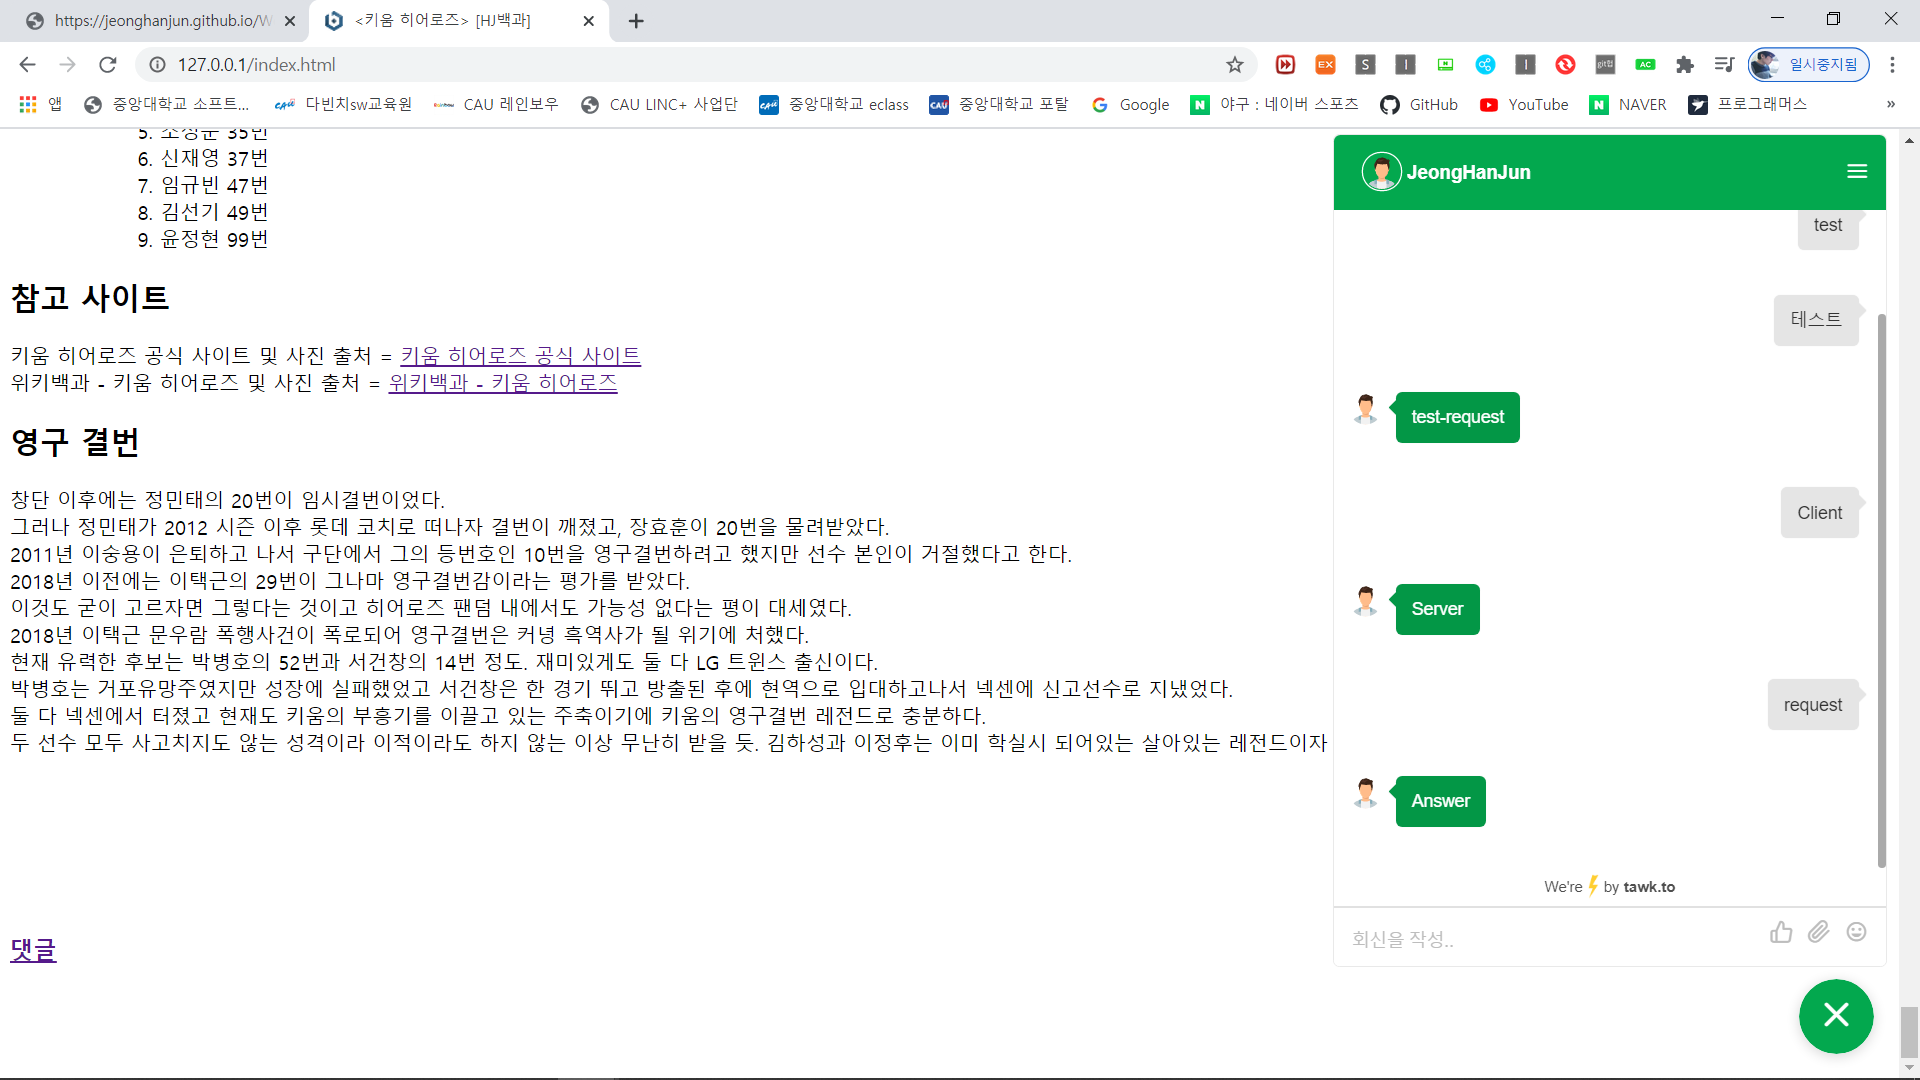 https://jeonghanjun.github.io/W
<키움 히어로즈> [HJ백과]
127.0.0.1/index.html
EX
S
I
I
git헙
AC
일시중지됨
앱
중앙대학교 소프트...
다빈치sw교육원
CAU 레인보우
CAU LINC+ 사업단
중앙대학교 eclass
중앙대학교 포탈
Google
야구 : 네이버 스포츠
GitHub
YouTube
NAVER
프로그래머스
»
6. 신재영 37번
7. 임규빈 47번
8. 김선기 49번
9. 윤정현 99번
참고 사이트
키움 히어로즈 공식 사이트 및 사진 출처 = 키움 히어로즈 공식 사이트
위키백과 - 키움 히어로즈 및 사진 출처 = 위키백과 - 키움 히어로즈
영구 결번
창단 이후에는 정민태의 20번이 임시결번이었다.
그러나 정민태가 2012 시즌 이후 롯데 코치로 떠나자 결번이 깨졌고, 장효훈이 20번을 물려받았다.
2011년 이숭용이 은퇴하고 나서 구단에서 그의 등번호인 10번을 영구결번하려고 했지만 선수 본인이 거절했다고 한다.
2018년 이전에는 이택근의 29번이 그나마 영구결번감이라는 평가를 받았다.
이것도 굳이 고르자면 그렇다는 것이고 히어로즈 팬덤 내에서도 가능성 없다는 평이 대세였다.
2018년 이택근 문우람 폭행사건이 폭로되어 영구결번은 커녕 흑역사가 될 위기에 처했다.
현재 유력한 후보는 박병호의 52번과 서건창의 14번 정도. 재미있게도 둘 다 LG 트윈스 출신이다.
박병호는 거포유망주였지만 성장에 실패했었고 서건창은 한 경기 뛰고 방출된 후에 현역으로 입대하고나서 넥센에 신고선수로 지냈었다.
둘 다 넥센에서 터졌고 현재도 키움의 부흥기를 이끌고 있는 주축이기에 키움의 영구결번 레전드로 충분하다.
두 선수 모두 사고치지도 않는 성격이라 이적이라도 하지 않는 이상 무난히 받을 듯. 김하성과 이정후는 이미 학실시 되어있는 살아있는 레전드이자
댓글
JeongHanJun
test
테스트
test-request
Client
Server
request
Answer
We're by tawk.to
회신을 작성..